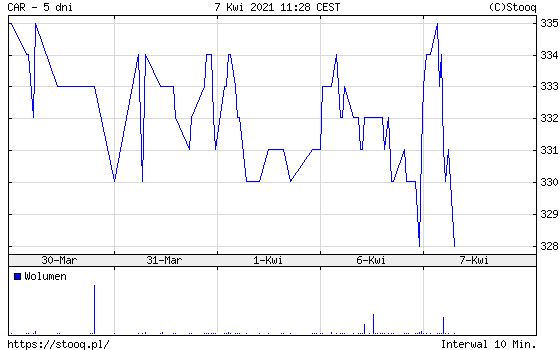 CAR - 5 dni 7 Kwi 2021 11:28 CEST (C)Stooq
335
334
333
332
331
330
329
328
30-Mar 31-Mar 1-Kwi 6-Kwi 7-Kwi
Wolumen
https://stooq.pl/ Interwal 10 Min.